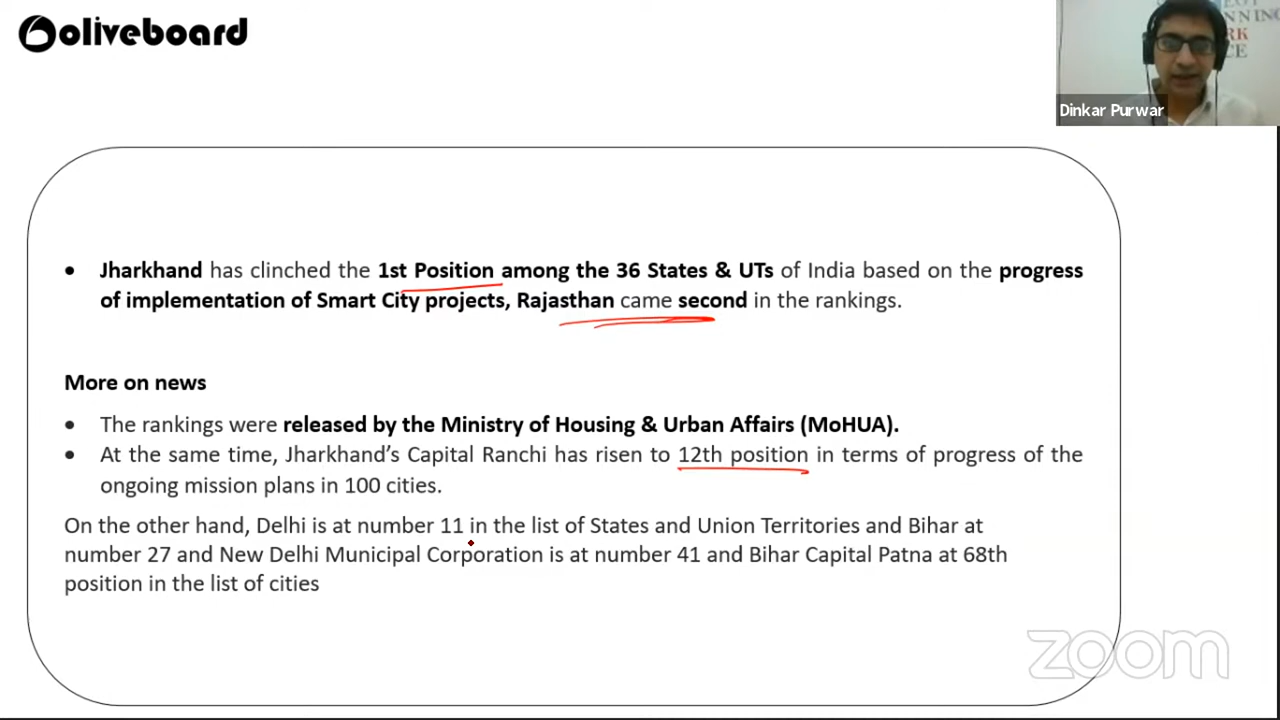 oliveboard
NNING
RK
CE
Dinkar Purwar
• Jharkhand has clinched the 1st Position among the 36 States & UTs of India based on the progress
of implementation of Smart City projects, Rajasthan came second in the rankings.
More on news
• The rankings were released by the Ministry of Housing & Urban Affairs (MoHUA).
• At the same time, Jharkhand's Capital Ranchi has risen to 12th position in terms of progress of the
ongoing mission plans in 100 cities.
On the other hand, Delhi is at number 11 in the list of States and Union Territories and Bihar at
number 27 and New Delhi Municipal Corporation is at number 41 and Bihar Capital Patna at 68th
position in the list of cities
zoom